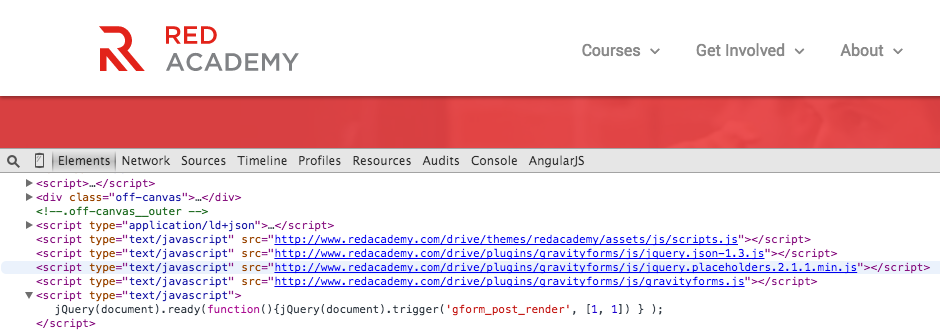 RED
ACADEMY
Courses Get Involved About
Elements Network Sources Timeline Profiles Resources Audits Console AngularJS
<script>…</script>
<div class="off-canvas">…</div>
<!--.off-canvas__outer -->
<script type="application/ld+json">…</script>
<script type="text/javascript" src="http://www.redacademy.com/drive/themes/redacademy/assets/js/scripts.js"></script>
<script type="text/javascript" src="http://www.redacademy.com/drive/plugins/gravityforms/js/jquery.json-1.3.js"></script>
<script type="text/javascript" src="http://www.redacademy.com/drive/plugins/gravityforms/js/jquery.placeholders.2.1.1.min.js"></script>
<script type="text/javascript" src="http://www.redacademy.com/drive/plugins/gravityforms/js/gravityforms.js"></script>
<script type="text/javascript">
jQuery(document).ready(function(){jQuery(document).trigger('gform_post_render', [1, 1]) } );
</script>